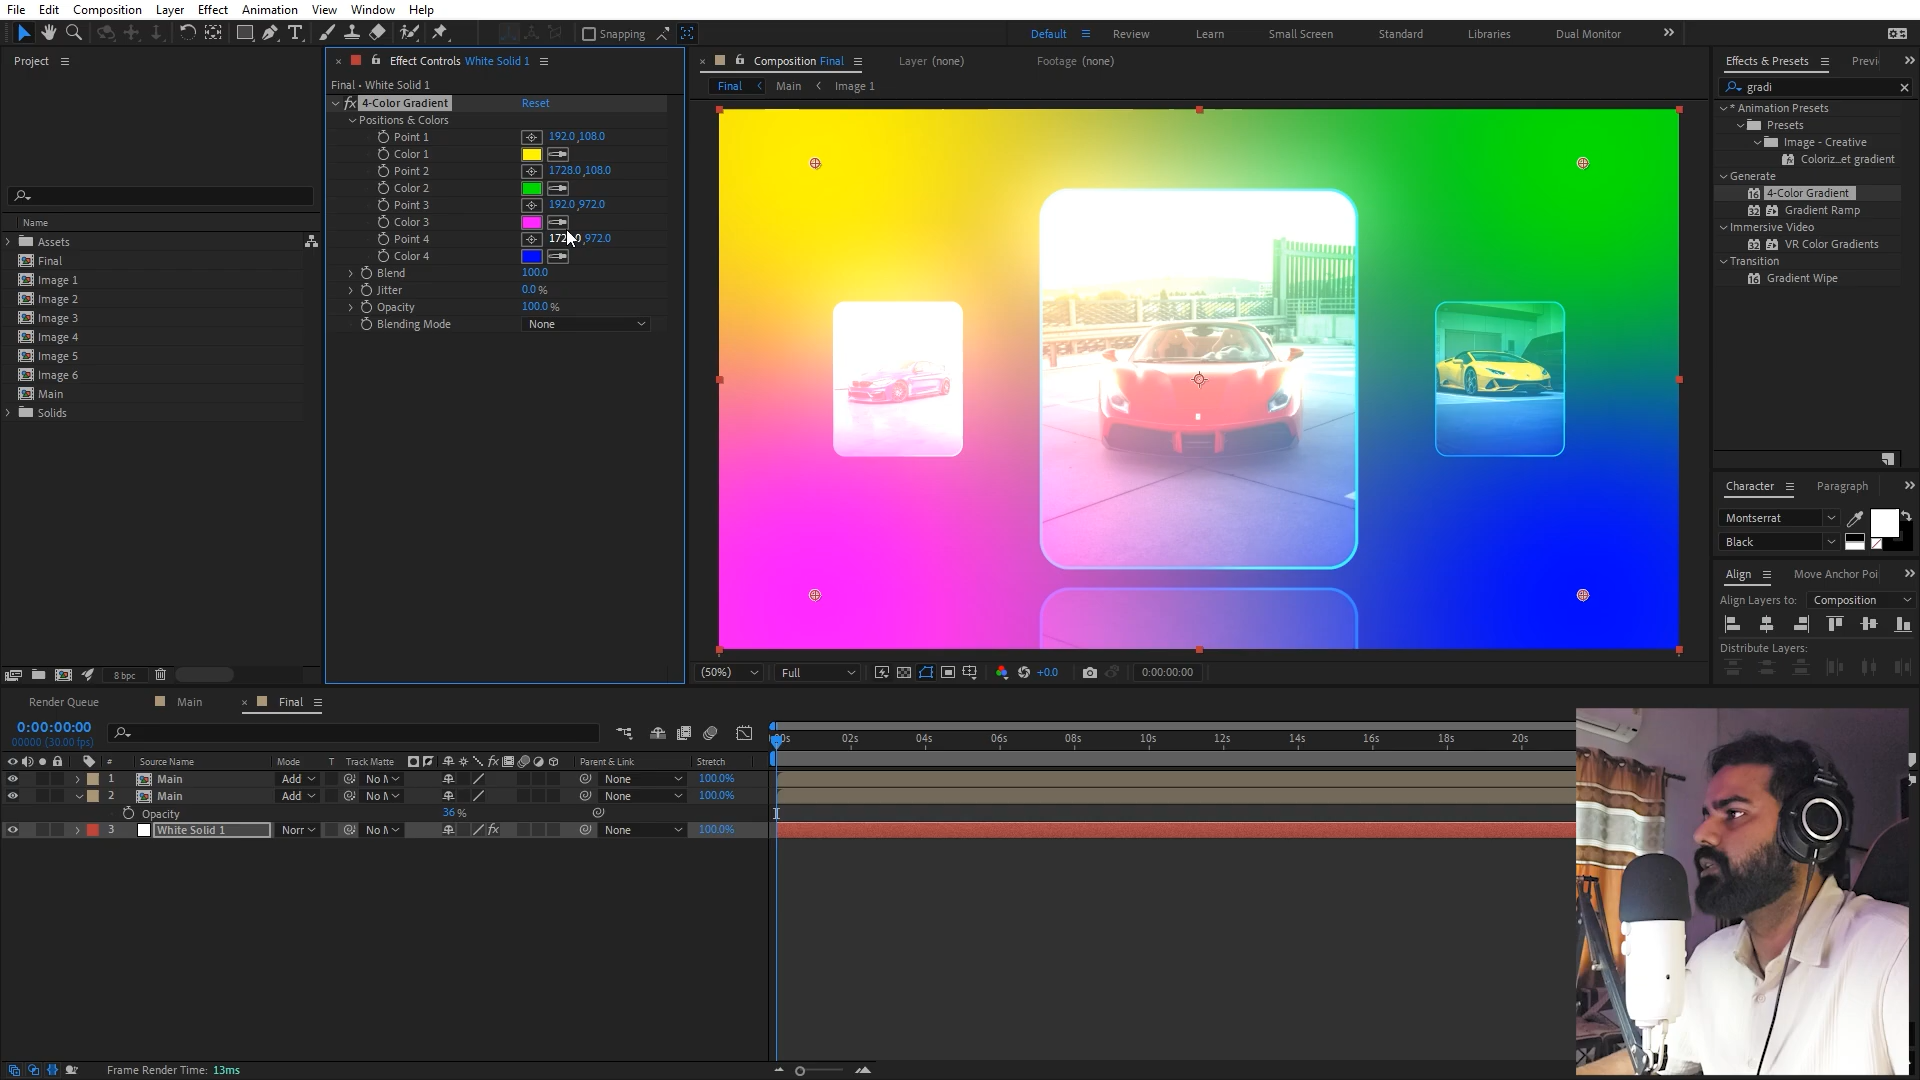 File Edit Composition Layer Effect Animation View Window Help
Snapping
Default Review Learn Small Screen Standard Libraries Dual Monitor
Project
Name
Assets
Final
Image 1
Image 2
Image 3
Image 4
Image 5
Image 6
Main
Solids
8 bpc
Effect Controls White Solid 1
Final • White Solid 1
fx 4-Color Gradient Reset
Positions & Colors
Point 1 192.0,108.0
Color 1
Point 2 1728.0,108.0
Color 2
Point 3 192.0,972.0
Color 3
Point 4 ,972.0
Color 4
Blend 100.0
Jitter 0.0 %
Opacity 100.0 %
Blending Mode None
Composition Final Layer (none) Footage (none)
Final Main Image 1
(50%) Full +0.0 0:00:00:00
Effects & Presets Previ
gradi
* Animation Presets
Presets
Image - Creative
Coloriz...et gradient
Generate
4-Color Gradient
Gradient Ramp
Immersive Video
VR Color Gradients
Transition
Gradient Wipe
Character Paragraph
Montserrat
Black
Align Move Anchor Poi
Align Layers to: Composition
Distribute Layers:
Render Queue Main Final
0:00:00:00
00000 (30.00 fps)
# Source Name Mode T Track Matte fx Parent & Link Stretch
02s 04s 06s 08s 10s 12s 14s 16s 18s 20s
1 Main Add No M None 100.0%
2 Main Add No M None 100.0%
Opacity 36 %
3 White Solid 1 Norr No M fx None 100.0%
Frame Render Time: 13ms